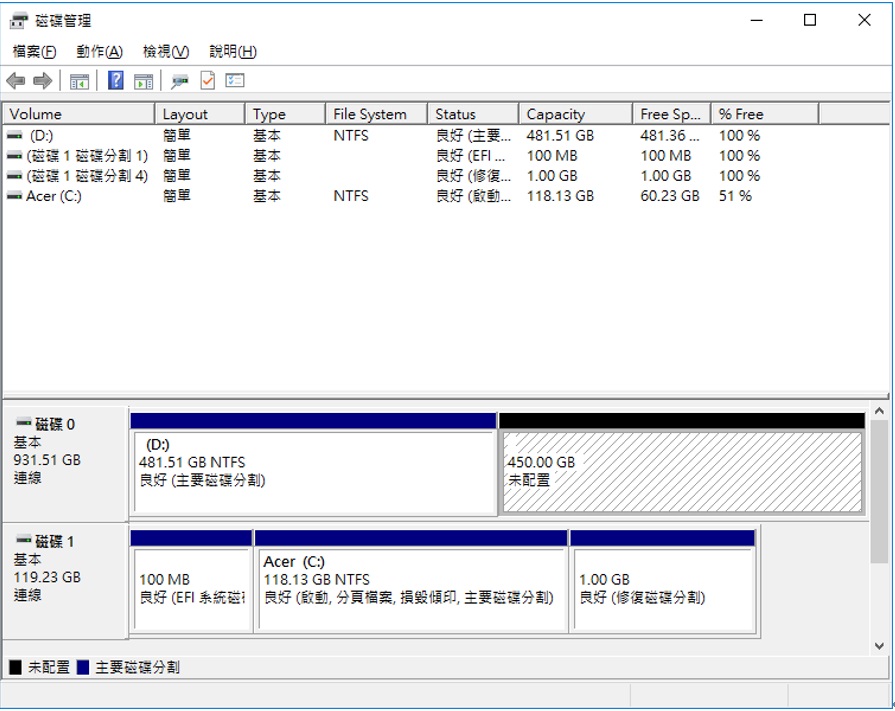 磁碟管理
檔案(F) 動作(A) 檢視(V) 說明(H)
Volume Layout Type File System Status Capacity Free Sp... % Free
(D:) 簡單 基本 NTFS 良好 (主要... 481.51 GB 481.36 ... 100 %
(磁碟 1 磁碟分割 1) 簡單 基本 良好 (EFI ... 100 MB 100 MB 100 %
(磁碟 1 磁碟分割 4) 簡單 基本 良好 (修復... 1.00 GB 1.00 GB 100 %
Acer (C:) 簡單 基本 NTFS 良好 (啟動... 118.13 GB 60.23 GB 51 %
磁碟 0
基本
931.51 GB
連線
(D:)
481.51 GB NTFS
良好 (主要磁碟分割)
450.00 GB
未配置
磁碟 1
基本
119.23 GB
連線
100 MB
良好 (EFI 系統磁
Acer (C:)
118.13 GB NTFS
良好 (啟動, 分頁檔案, 損毀傾印, 主要磁碟分割)
1.00 GB
良好 (修復磁碟分割)
未配置 主要磁碟分割